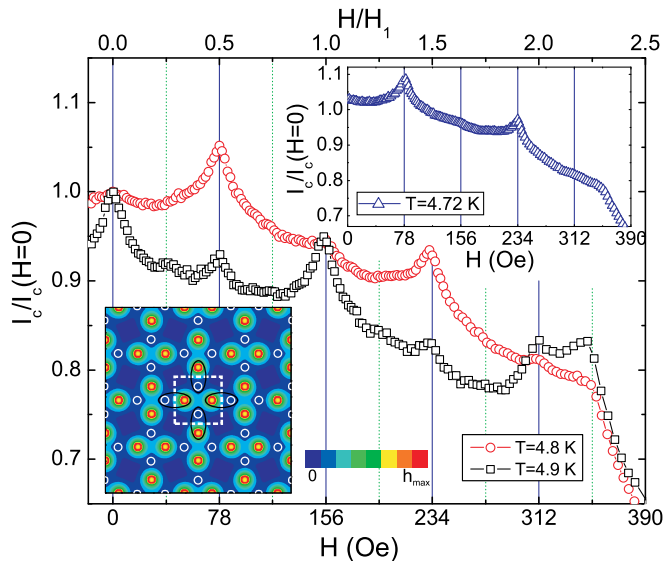 H/H1
0.0 0.5 1.0 1.5 2.0 2.5
1.1
1.0
0.9
0.8
0.7
Ic/Ic(H=0)
1.1
1.0
0.9
0.8
0.7
Ic/Ic(H=0)
T=4.72 K
0 78 156 234 312 390
H (Oe)
0 hmax
T=4.8 K
T=4.9 K
0 78 156 234 312 390
H (Oe)